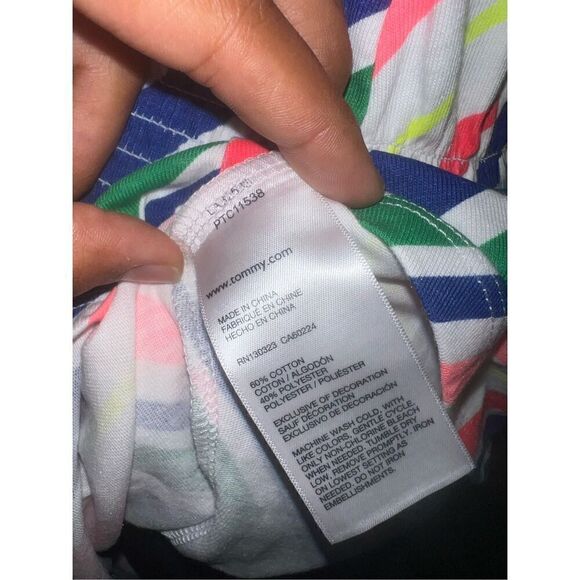 PTC11538
www.tommy.com
MADE IN CHINA
FABRIQUE EN CHINE
HECHO EN CHINA
RN130323 CA60224
60% COTTON
COTON / ALGODÓN
40% POLYESTER
POLYESTER / POLIÉSTER
EXCLUSIVE OF DECORATION
SAUF DÉCORATION
EXCLUSIVO DE DECORACIÓN
MACHINE WASH COLD, WITH
LIKE COLORS, GENTLE CYCLE.
ONLY NON-CHLORINE BLEACH
WHEN NEEDED. TUMBLE DRY
LOW, REMOVE PROMPTLY. IRON
ON LOWEST SETTING AS
NEEDED. DO NOT IRON
EMBELLISHMENTS.